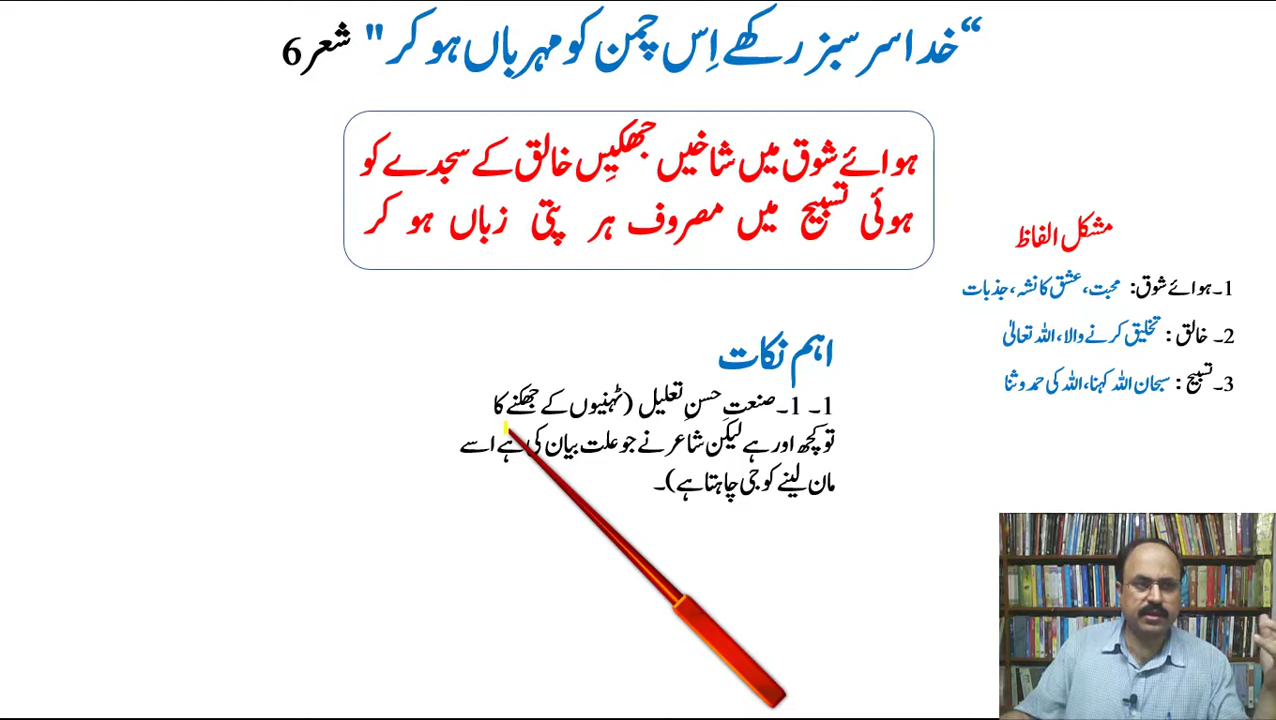 “خدا سر سبز رکھے اِس چمن کو مہرباں ہو کر" شعر 6
ہوائے شوق میں شاخیں جھکیں خالق کے سجدے کو
ہوئی تسبیح میں مصروف ہر پتی زباں ہو کر
مشکل الفاظ
1۔ہوائے شوق: محبت، عشق کا نشہ، جذبات
2۔ خالق : تخلیق کرنے والا، اللہ تعالیٰ
3۔تسبیح : سبحان اللہ کہنا، اللہ کی حمد و ثنا
اہم نکات
1۔ 1۔صنعتِ حسنِ تعلیل (ٹہنیوں کے جھکنے کا
تو کچھ اور ہے لیکن شاعر نے جو علت بیان کی ہے اسے
مان لینے کو جی چاہتا ہے)۔